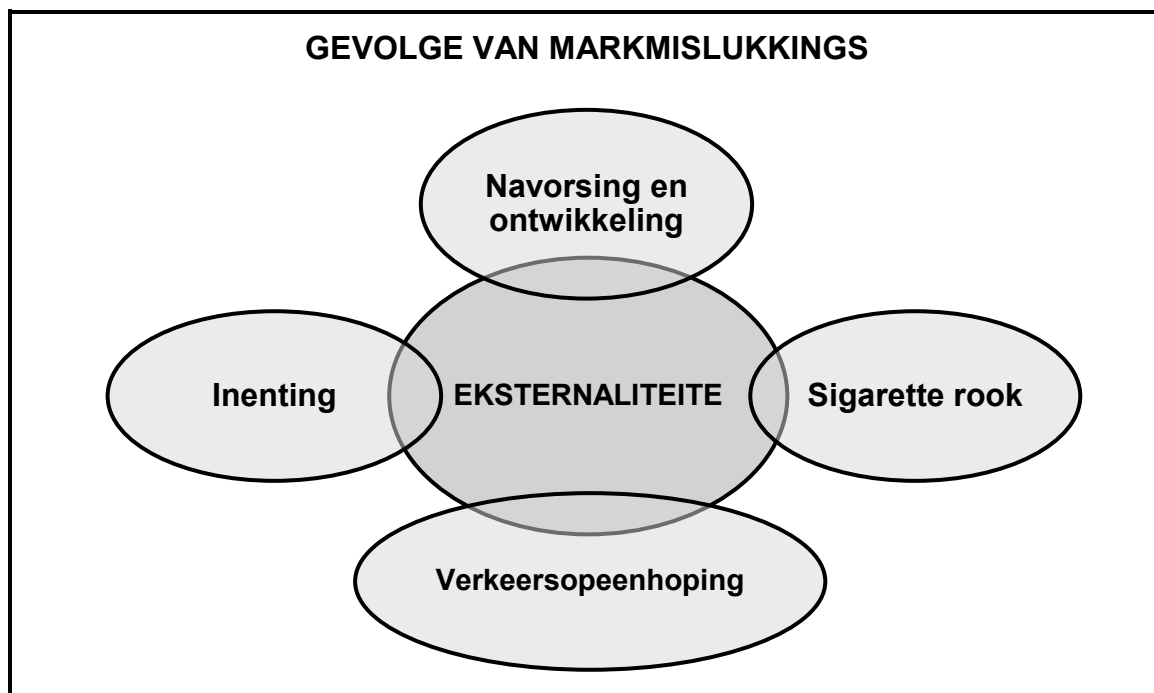 GEVOLGE VAN MARKMISLUKKINGS
Navorsing en
ontwikkeling
Inenting
EKSTERNALITEITE
Sigarette rook
Verkeersopeenhoping